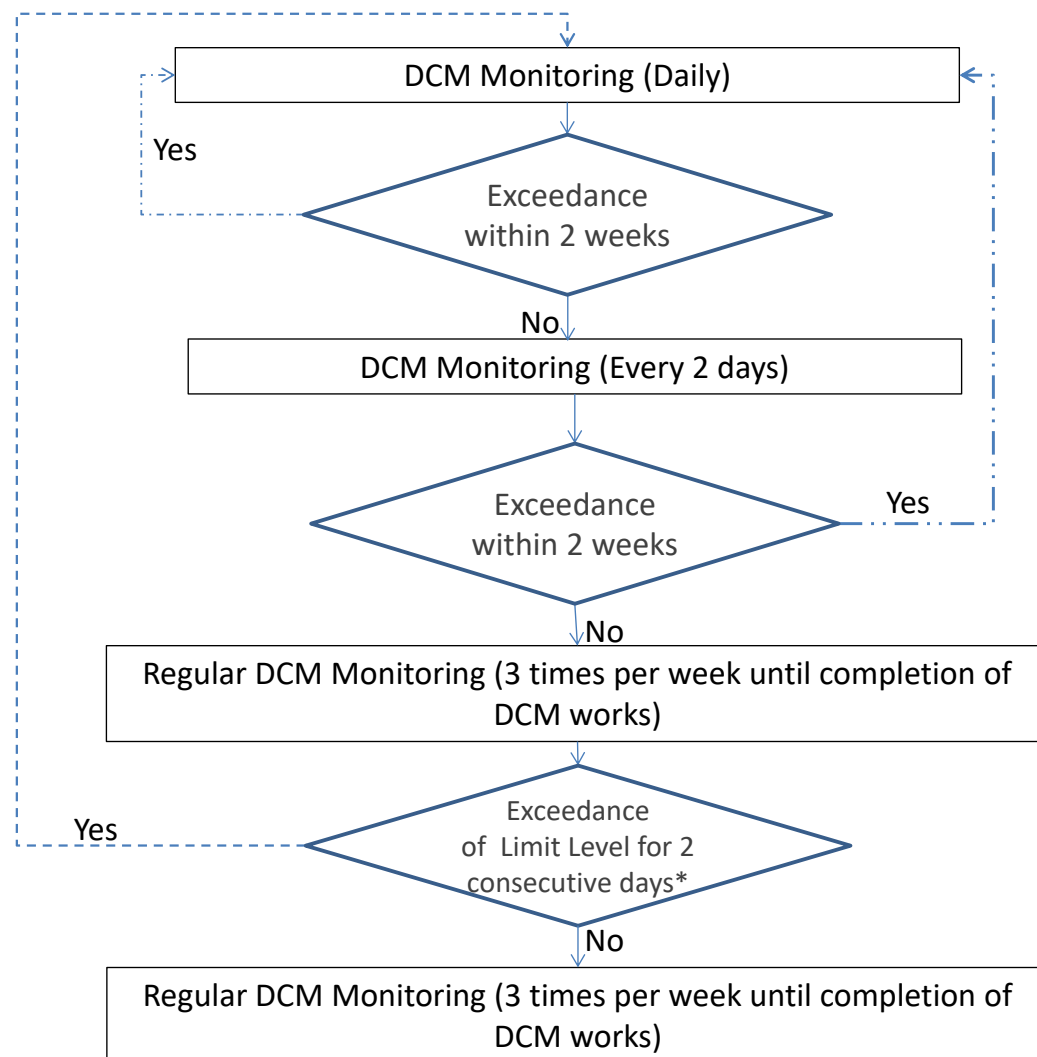 DCM Monitoring (Daily)
Yes
Exceedance
within 2 weeks
No
DCM Monitoring (Every 2 days)
Exceedance
within 2 weeks
Yes
No
Regular DCM Monitoring (3 times per week until completion of
DCM works)
Exceedance
of Limit Level for 2
consecutive days*
Yes
No
Regular DCM Monitoring (3 times per week until completion of
DCM works)